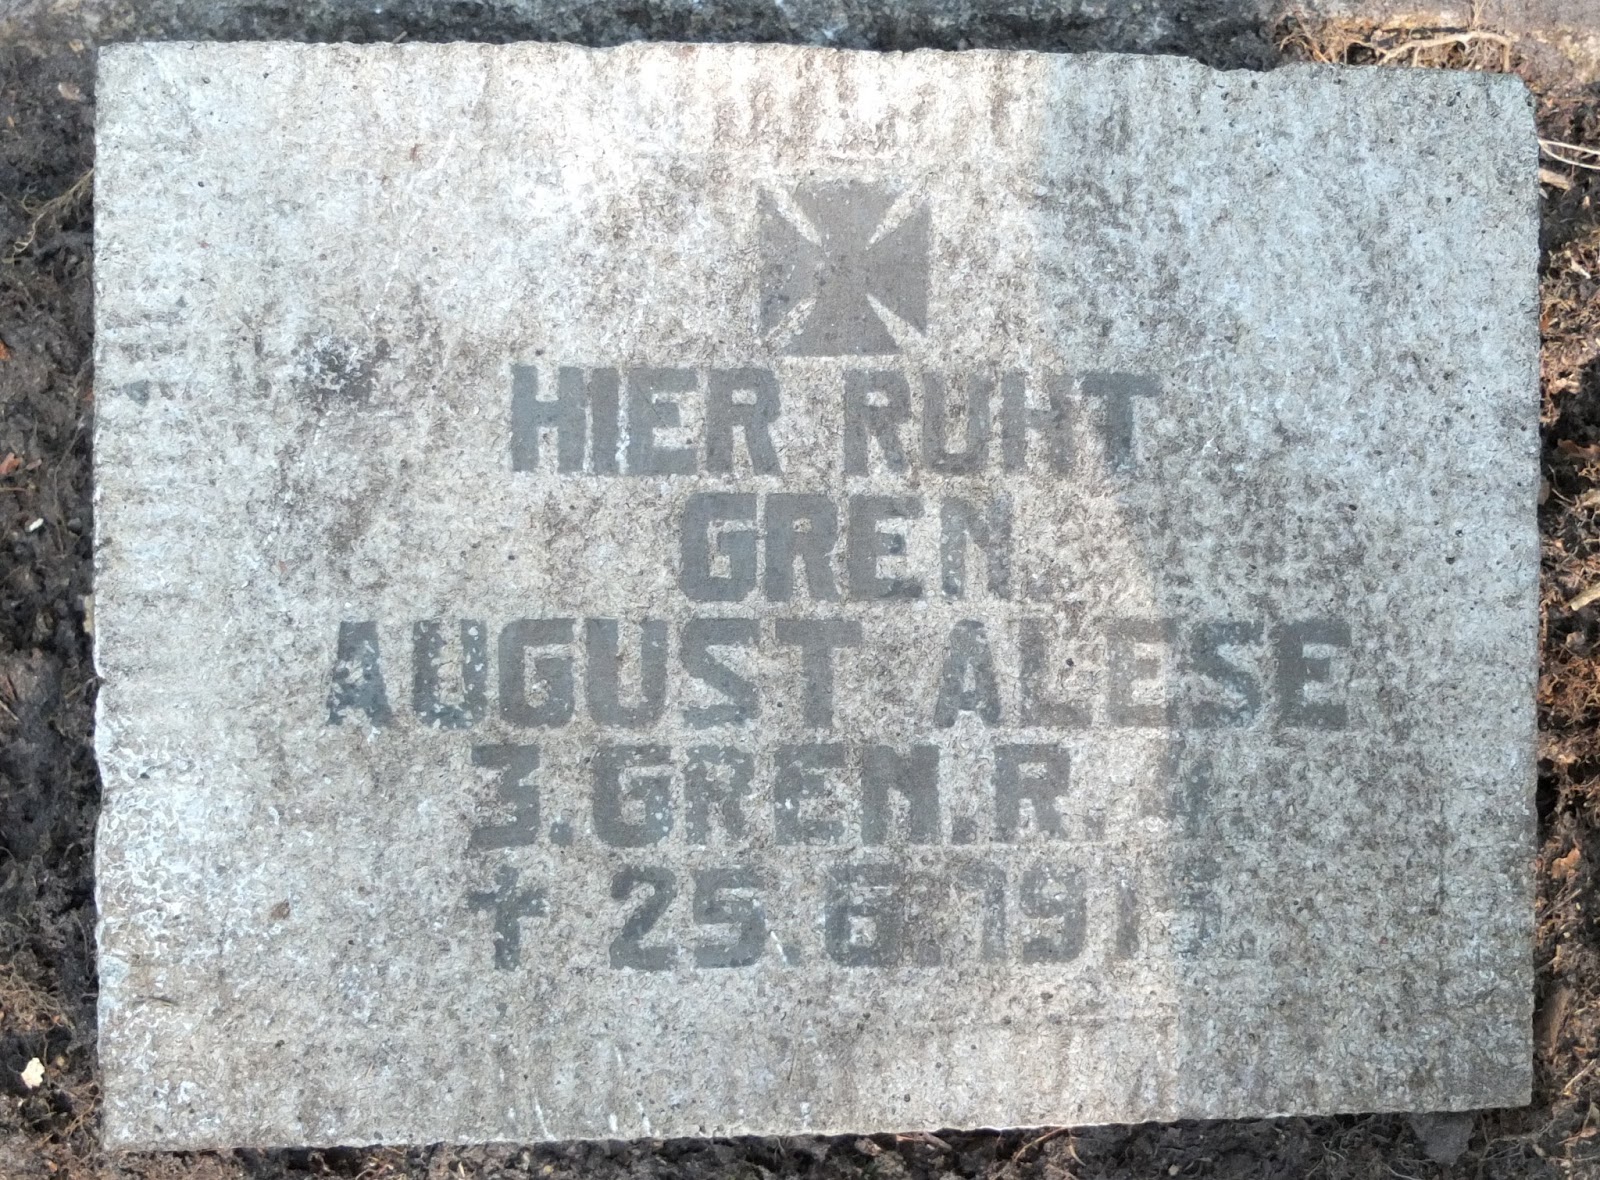 HIER RUHT
GREN
AUGUST ALESE
3.GREN.R.
† 25.6.191